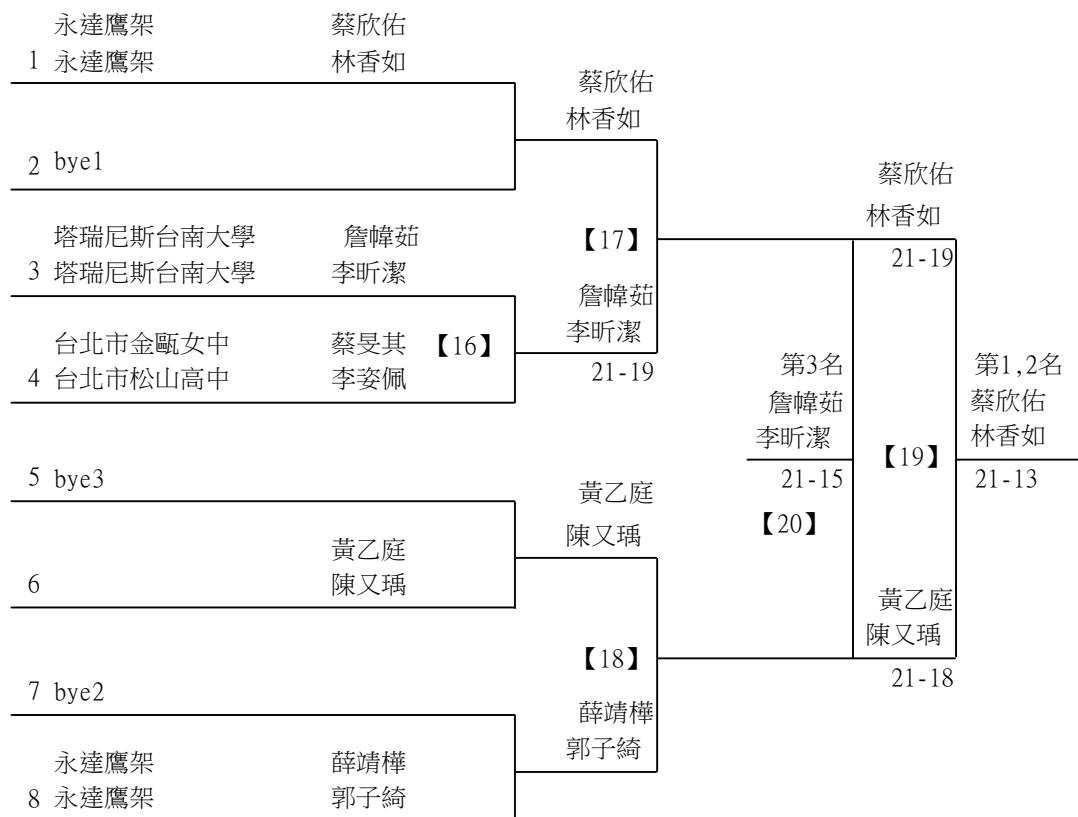 永達鷹架 蔡欣佑
1 永達鷹架 林香如
蔡欣佑
林香如
2 bye1
蔡欣佑
林香如
21-19
塔瑞尼斯台南大學 詹幃茹
3 塔瑞尼斯台南大學 李昕潔
【17】
詹幃茹
李昕潔
21-19
台北市金甌女中 蔡旻其 【16】
4 台北市松山高中 李姿佩
第3名
詹幃茹
李昕潔
21-15
【20】
【19】
第1,2名
蔡欣佑
林香如
21-13
5 bye3
黃乙庭
陳又瑀
黃乙庭
6 陳又瑀
黃乙庭
陳又瑀
21-18
【18】
7 bye2
薛靖樺
郭子綺
永達鷹架 薛靖樺
8 永達鷹架 郭子綺